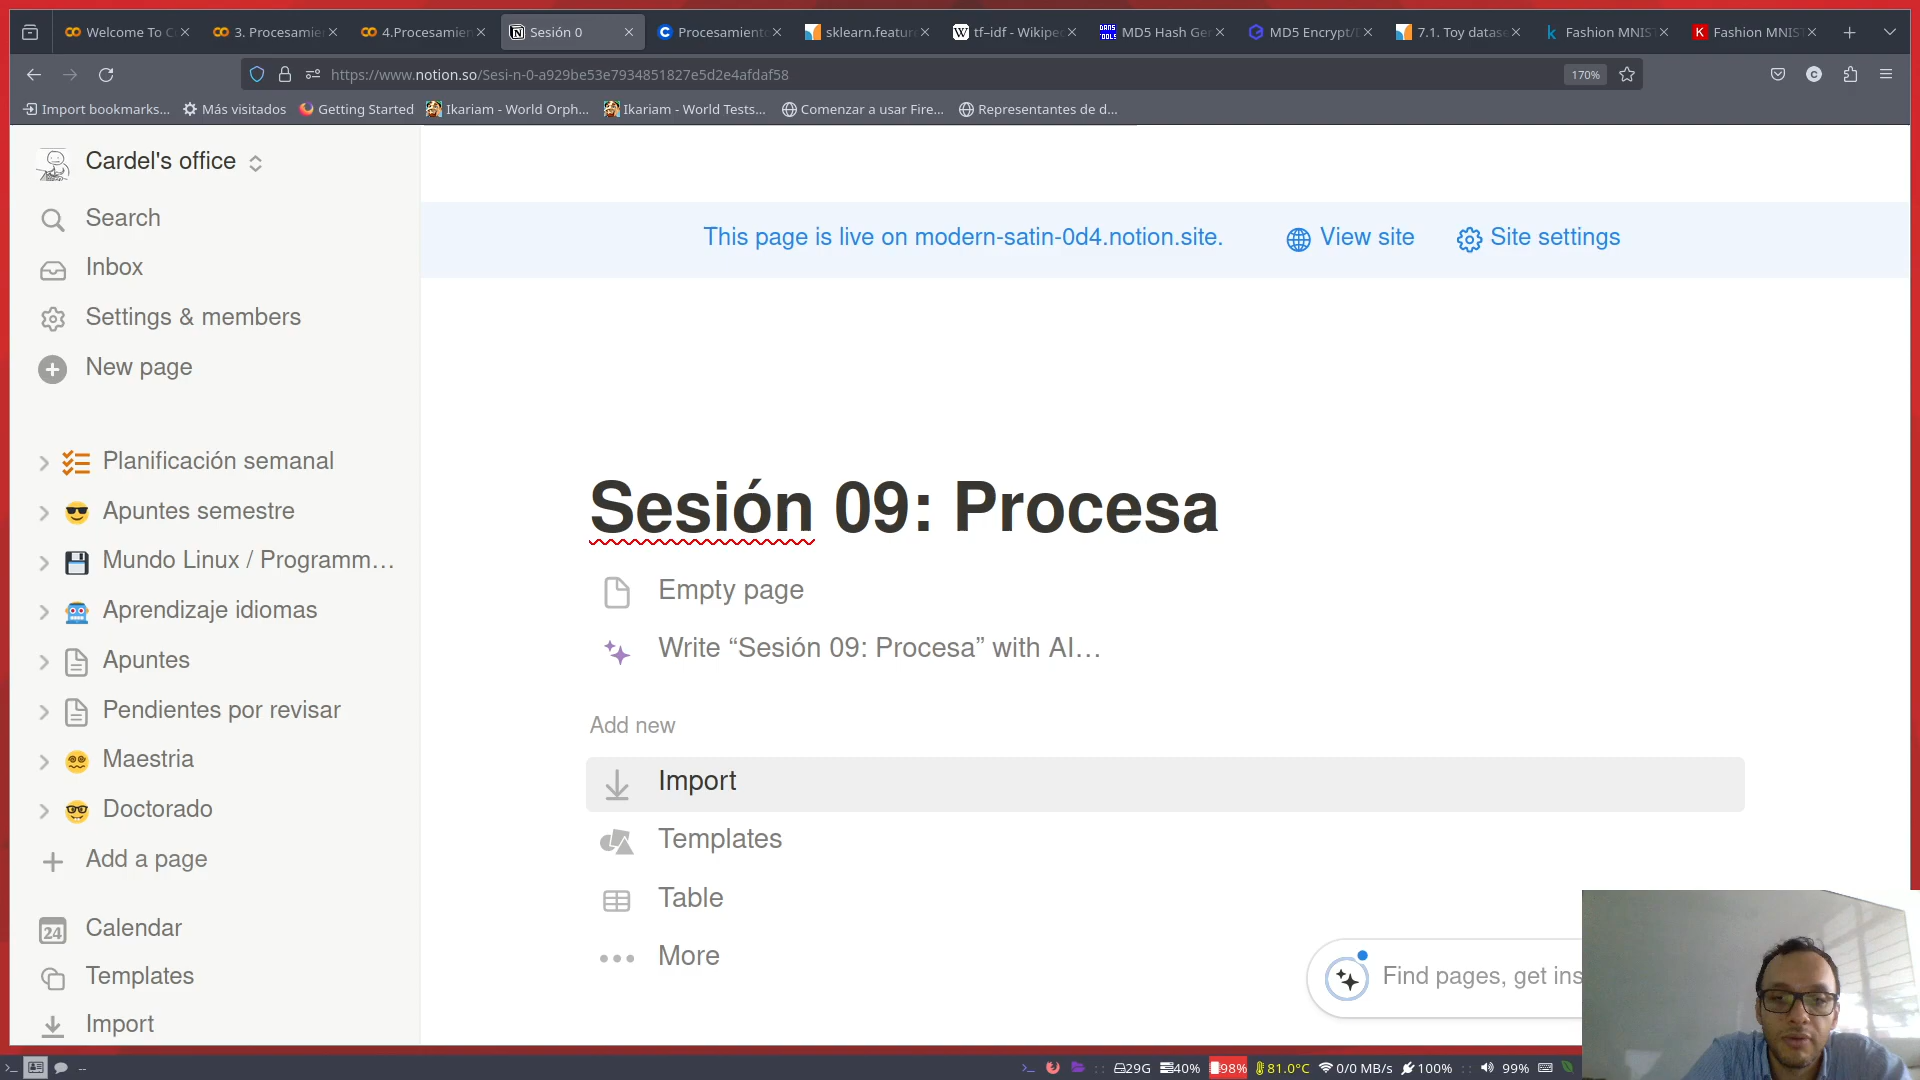 Welcome To C
3. Procesamie
4.Procesamien
Sesión 0
Procesamient
sklearn.featur
tf–idf - Wikipe
MD5 Hash Ge
MD5 Encrypt/
7.1. Toy datase
Fashion MNIS
Fashion MNIST
https://www.notion.so/Sesi-n-0-a929be53e7934851827e5d2e4afdaf58
170%
Import bookmarks...
Más visitados
Getting Started
Ikariam - World Orph...
Ikariam - World Tests...
Comenzar a usar Fire...
Representantes de d...
Cardel's office
Search
Inbox
Settings & members
New page
Planificación semanal
Apuntes semestre
Mundo Linux / Programm...
Aprendizaje idiomas
Apuntes
Pendientes por revisar
Maestria
Doctorado
Add a page
24
Calendar
Templates
Import
This page is live on modern-satin-0d4.notion.site.
View site
Site settings
Sesión 09: Procesa
Empty page
Write “Sesión 09: Procesa” with AI...
Add new
Import
Templates
Table
More
Find pages, get ins
29G
40%
98%
81.0°C
0/0 MB/s
100%
99%